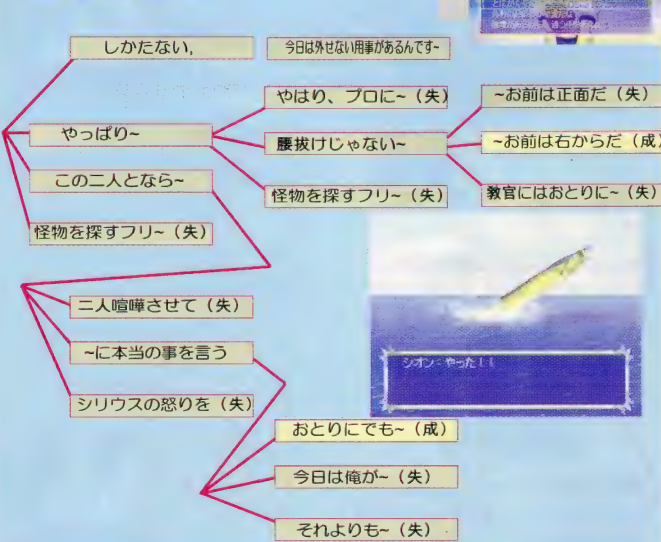 しかたない,
今日は外せない用事があるんです~
やはり、プロに~（失）
~お前は正面だ（失）
やっぱり~
腰抜けじゃない~
~お前は右からだ（成）
この二人となら~
怪物を探すフリ~（失）
教官にはおとりに~（失）
怪物を探すフリ~（失）
二人喧嘩させて（失）
~に本当の事を言う
シオン：やった！！
シリウスの怒りを（失）
おとりにでも~（成）
今日は俺が~（失）
それよりも~（失）